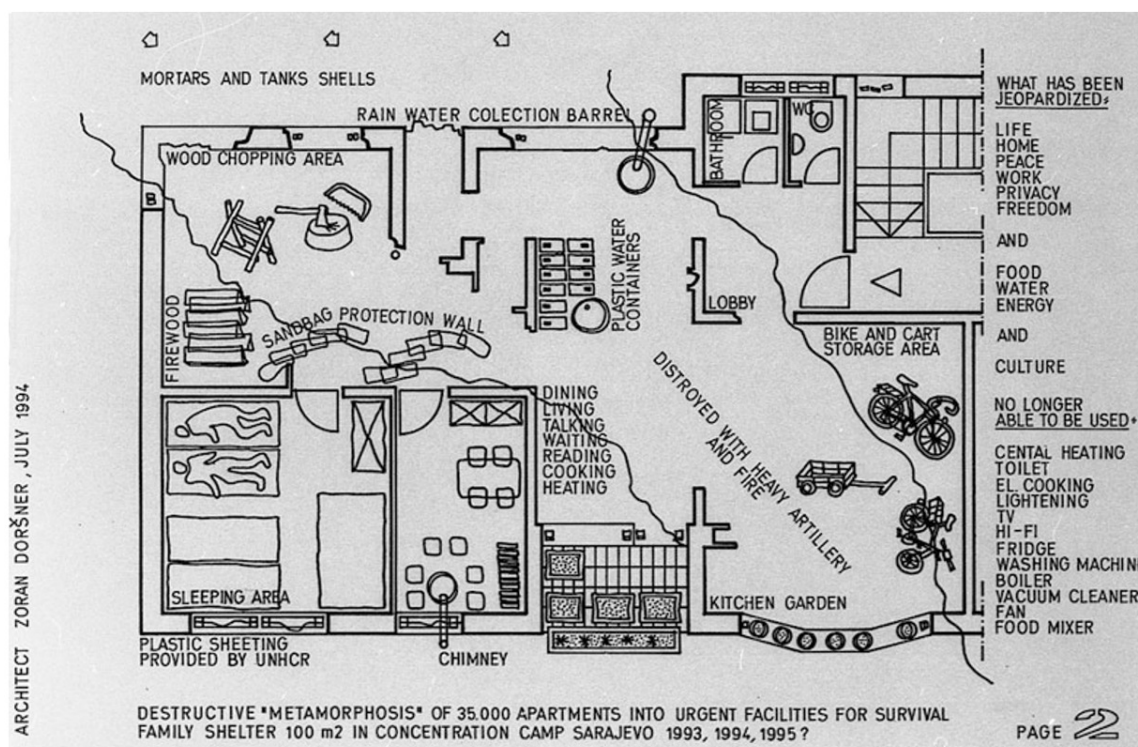 MORTARS AND TANKS SHELLS
RAIN WATER COLECTION BARREL
WOOD CHOPPING AREA
BATHROOM
WC
PLASTIC WATER
CONTAINERS
LOBBY
FIREWOOD
SANDBAG PROTECTION WALL
BIKE AND CART
STORAGE AREA
DISTROYED WITH HEAVY ARTILLERY
AND FIRE
DINING
LIVING
TALKING
WAITING
READING
COOKING
HEATING
SLEEPING AREA
KITCHEN GARDEN
PLASTIC SHEETING
PROVIDED BY UNHCR
CHIMNEY
WHAT HAS BEEN
JEOPARDIZED:
LIFE
HOME
PEACE
WORK
PRIVACY
FREEDOM
AND
FOOD
WATER
ENERGY
AND
CULTURE
NO LONGER
ABLE TO BE USED:
CENTAL HEATING
TOILET
EL. COOKING
LIGHTENING
TV
HI-FI
FRIDGE
WASHING MACHIN
BOILER
VACUUM CLEANER
FAN
FOOD MIXER
ARCHITECT ZORAN DORŠNER, JULY 1994
DESTRUCTIVE "METAMORPHOSIS" OF 35.000 APARTMENTS INTO URGENT FACILITIES FOR SURVIVAL
FAMILY SHELTER 100 m2 IN CONCENTRATION CAMP SARAJEVO 1993, 1994, 1995?
PAGE 22